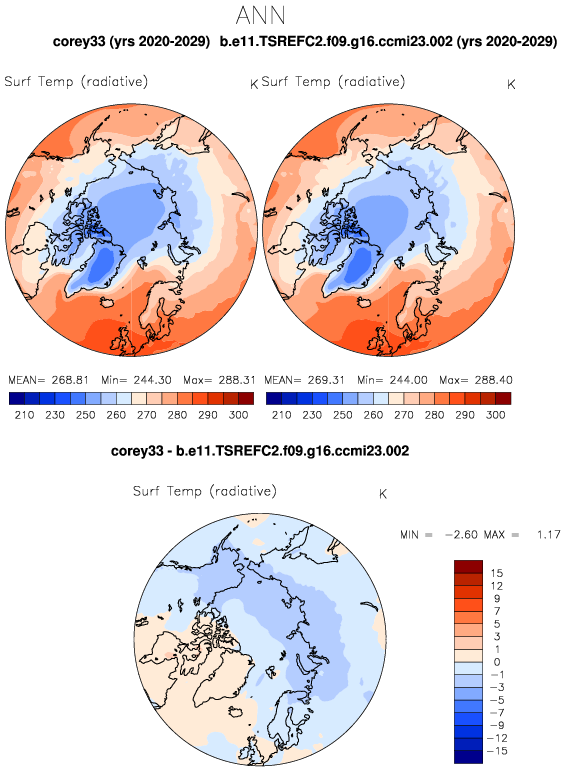 ANN
corey33 (yrs 2020-2029) b.e11.TSREFC2.f09.g16.ccmi23.002 (yrs 2020-2029)
Surf Temp (radiative) K Surf Temp (radiative) K
MEAN= 268.81 Min= 244.30 Max= 288.31 MEAN= 269.31 Min= 244.00 Max= 288.40
210 230 250 260 270 280 290 300 210 230 250 260 270 280 290 300
corey33 - b.e11.TSREFC2.f09.g16.ccmi23.002
Surf Temp (radiative) K
MIN = -2.60 MAX = 1.17
15
12
9
7
5
3
1
0
-1
-3
-5
-7
-9
-12
-15